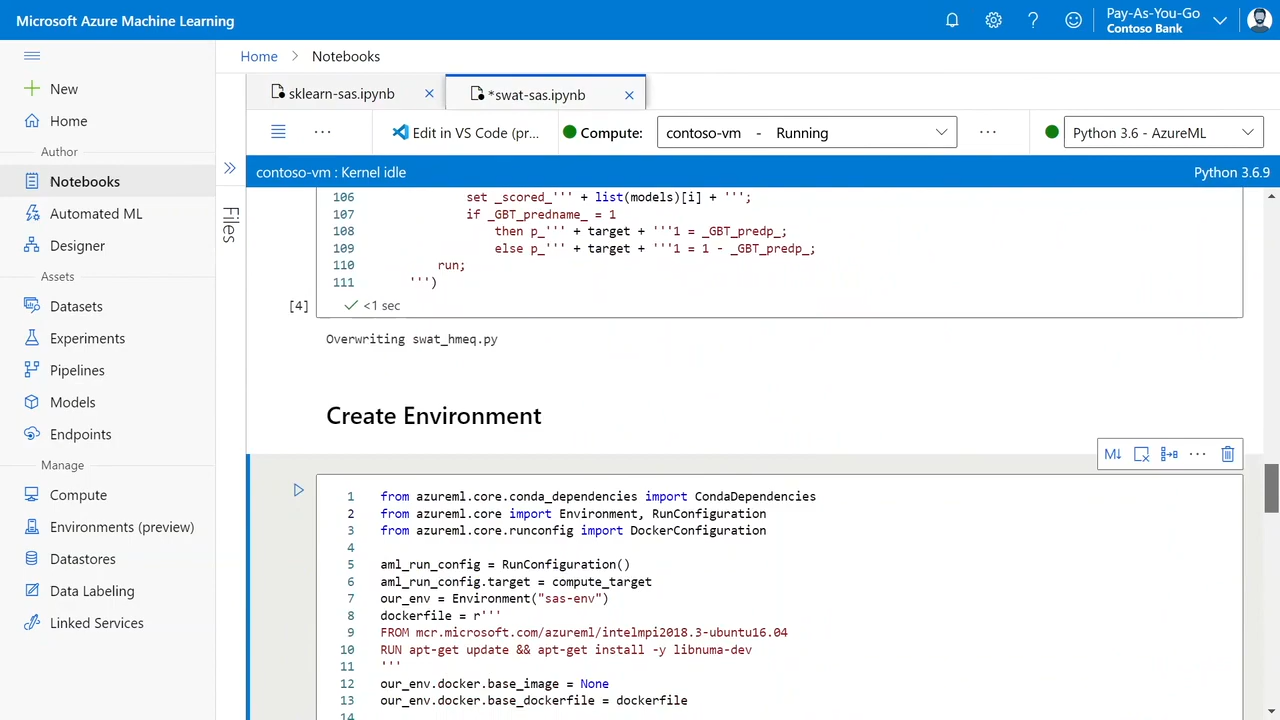 Microsoft Azure Machine Learning
Pay-As-You-Go
Contoso Bank
New
Home
Author
Notebooks
Automated ML
Designer
Assets
Datasets
Experiments
Pipelines
Models
Endpoints
Manage
Compute
Environments (preview)
Datastores
Data Labeling
Linked Services
Home > Notebooks
Files
sklearn-sas.ipynb
*swat-sas.ipynb
Edit in VS Code (pr...
Compute:
contoso-vm - Running
Python 3.6 - AzureML
contoso-vm : Kernel idle
Python 3.6.9
106 set _scored_''' + list(models)[i] + ''';
107 if _GBT_predname_ = 1
108 then p_''' + target + '''1 = _GBT_predp_;
109 else p_''' + target + '''1 = 1 - _GBT_predp_;
110 run;
111 ''')
[4] <1 sec
Overwriting swat_hmeq.py
Create Environment
M↓
1 from azureml.core.conda_dependencies import CondaDependencies
2 from azureml.core import Environment, RunConfiguration
3 from azureml.core.runconfig import DockerConfiguration
4
5 aml_run_config = RunConfiguration()
6 aml_run_config.target = compute_target
7 our_env = Environment("sas-env")
8 dockerfile = r'''
9 FROM mcr.microsoft.com/azureml/intelmpi2018.3-ubuntu16.04
10 RUN apt-get update && apt-get install -y libnuma-dev
11 '''
12 our_env.docker.base_image = None
13 our_env.docker.base_dockerfile = dockerfile
14